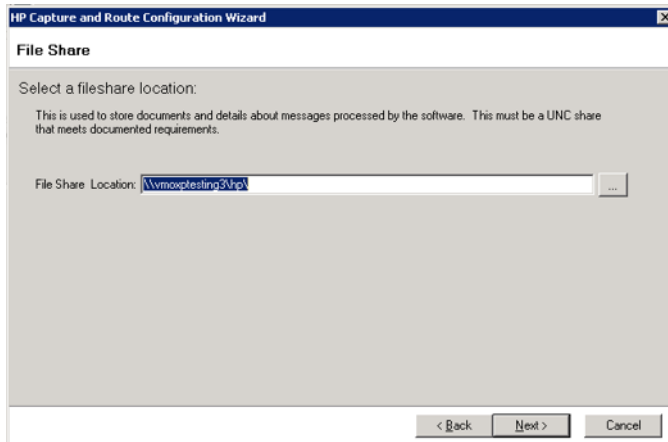 HP Capture and Route Configuration Wizard
File Share
Select a fileshare location:
This is used to store documents and details about messages processed by the software. This must be a UNC share
that meets documented requirements.
File Share Location: \\vmoxptesting3\hp\ ...
< Back Next > Cancel